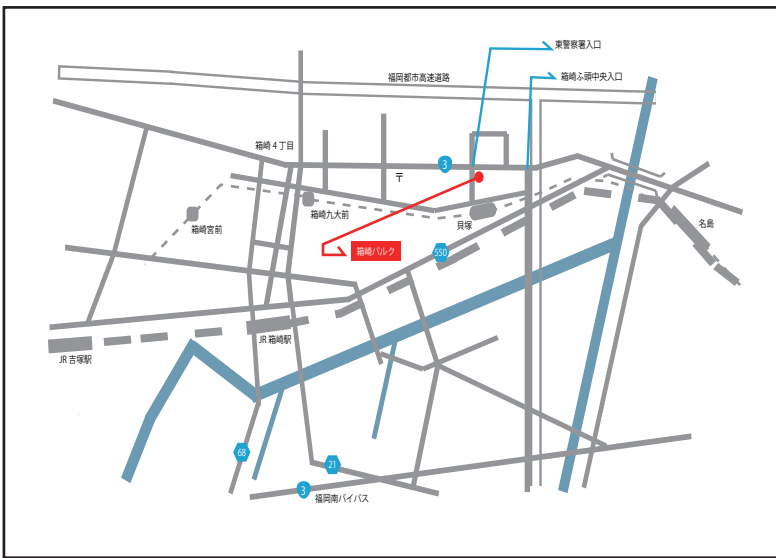 東警察署入口
箱崎ふ頭中央入口
福岡都市高速道路
箱崎4丁目
3
〒
箱崎九大前
貝塚
箱崎宮前
箱崎パルク
550
名島
JR 箱崎駅
JR 吉塚駅
68
21
3
福岡南バイパス